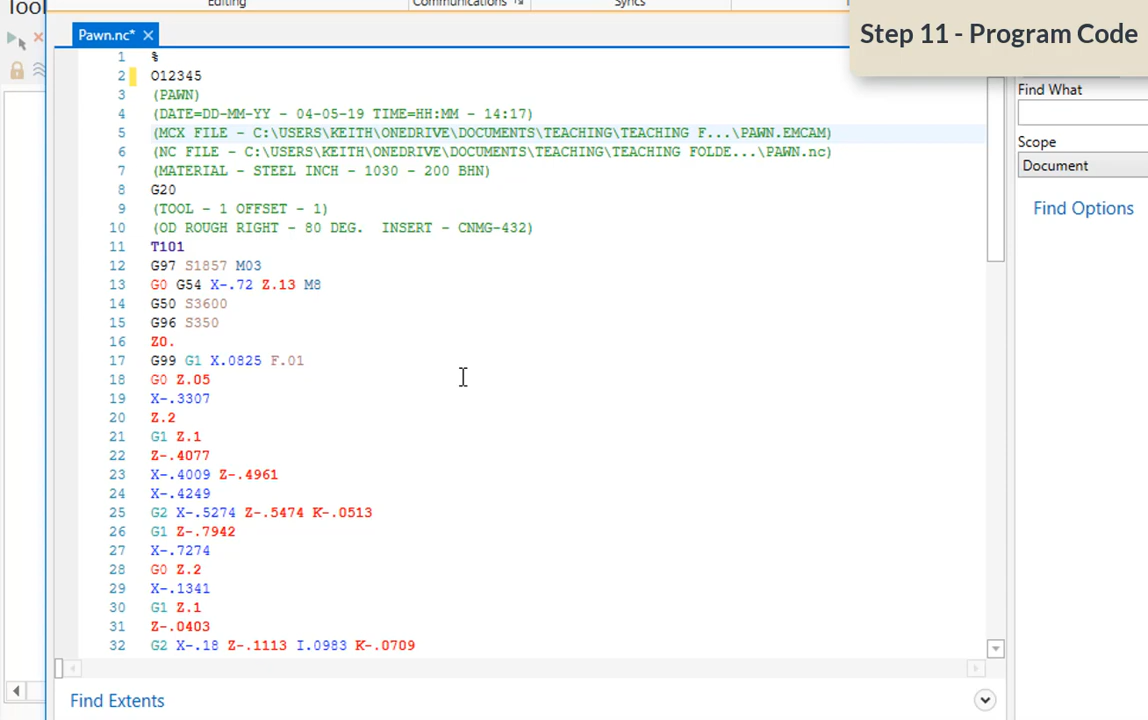 Tool
Editing
Communications
Syncs
Step 11 - Program Code
Pawn.nc*
1 %
2 O12345
3 (PAWN)
4 (DATE=DD-MM-YY - 04-05-19 TIME=HH:MM - 14:17)
5 (MCX FILE - C:\USERS\KEITH\ONEDRIVE\DOCUMENTS\TEACHING\TEACHING F...\PAWN.EMCAM)
6 (NC FILE - C:\USERS\KEITH\ONEDRIVE\DOCUMENTS\TEACHING\TEACHING FOLDE...\PAWN.nc)
7 (MATERIAL - STEEL INCH - 1030 - 200 BHN)
8 G20
9 (TOOL - 1 OFFSET - 1)
10 (OD ROUGH RIGHT - 80 DEG.  INSERT - CNMG-432)
11 T101
12 G97 S1857 M03
13 G0 G54 X-.72 Z.13 M8
14 G50 S3600
15 G96 S350
16 Z0.
17 G99 G1 X.0825 F.01
18 G0 Z.05
19 X-.3307
20 Z.2
21 G1 Z.1
22 Z-.4077
23 X-.4009 Z-.4961
24 X-.4249
25 G2 X-.5274 Z-.5474 K-.0513
26 G1 Z-.7942
27 X-.7274
28 G0 Z.2
29 X-.1341
30 G1 Z.1
31 Z-.0403
32 G2 X-.18 Z-.1113 I.0983 K-.0709
Find What
Scope
Document
Find Options
Find Extents